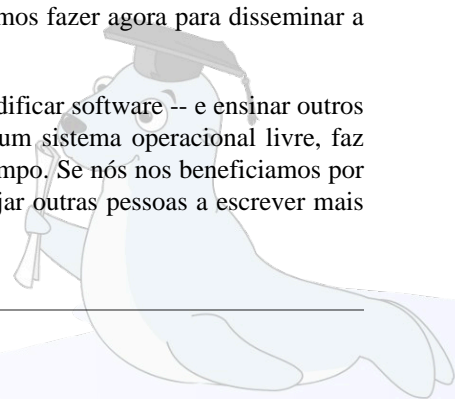 mos fazer agora para disseminar a
dificar software -- e ensinar outros
um sistema operacional livre, faz
mpo. Se nós nos beneficiamos por
jar outras pessoas a escrever mais